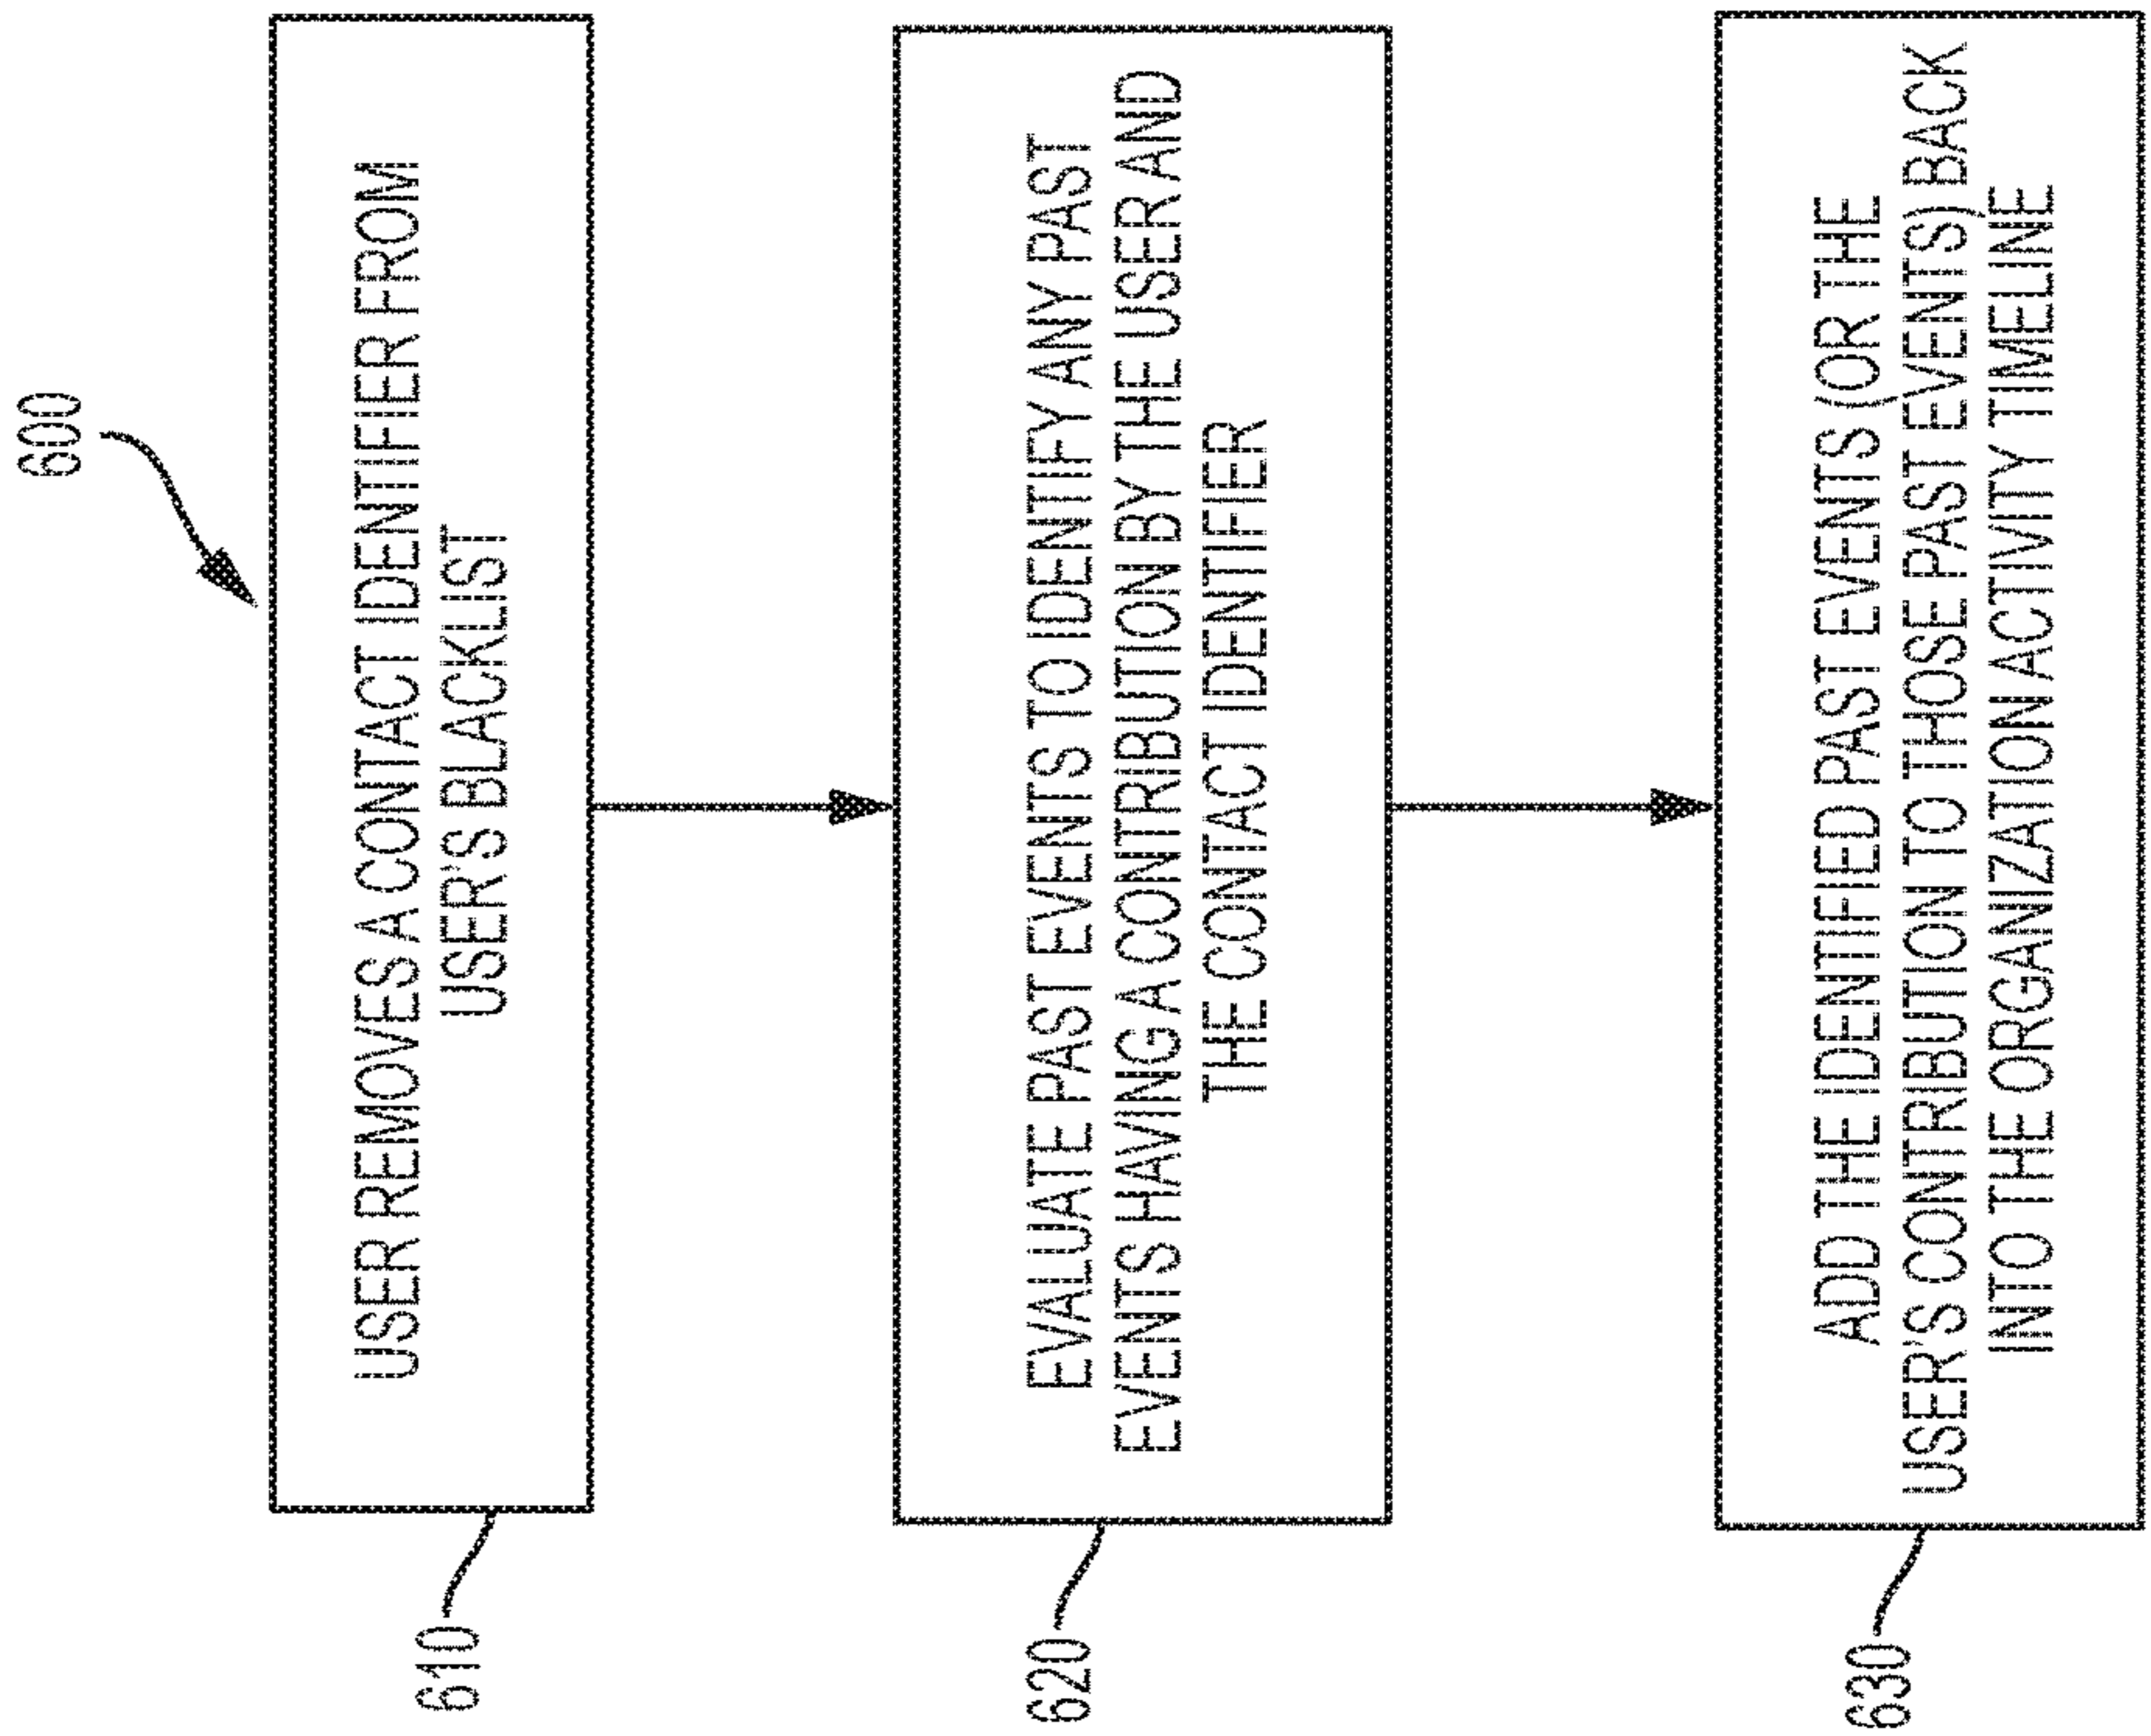 600
610
USER REMOVES A CONTACT IDENTIFIER FROM
USER'S BLACKLIST
620
EVALUATE PAST EVENTS TO IDENTIFY ANY PAST
EVENTS HAVING A CONTRIBUTION BY THE USER AND
THE CONTACT IDENTIFIER
630
ADD THE IDENTIFIED PAST EVENTS (OR THE
USER'S CONTRIBUTION TO THOSE PAST EVENTS) BACK
INTO THE ORGANIZATION ACTIVITY TIMELINE